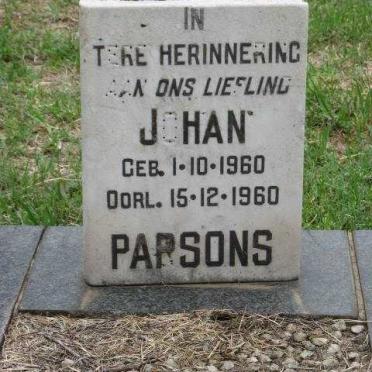 IN
TERE HERINNERING
AAN ONS LIEFLING
JOHAN
GEB. 1·10·1960
OORL. 15·12·1960
PARSONS